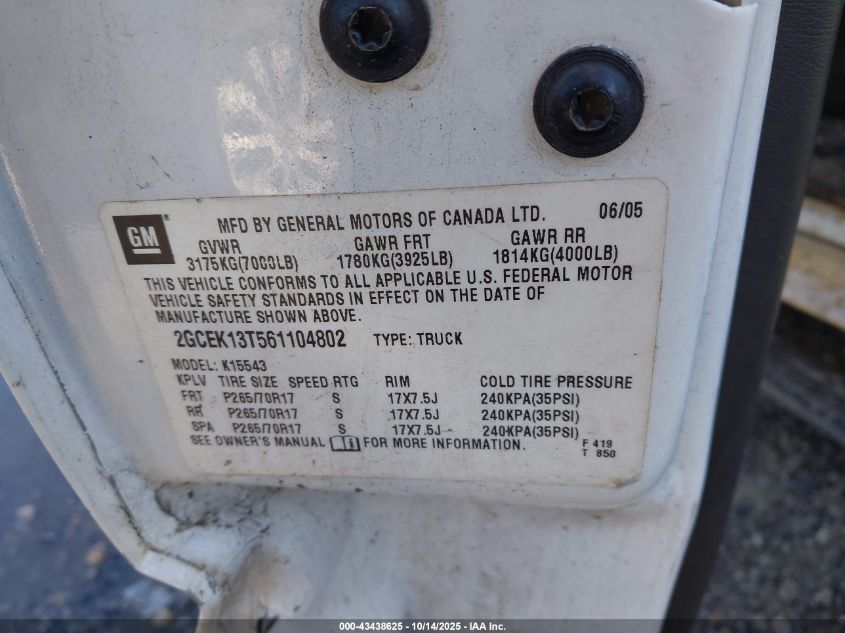 GM
MFD BY GENERAL MOTORS OF CANADA LTD. 06/05
GVWR GAWR FRT GAWR RR
3175KG(7000LB) 1780KG(3925LB) 1814KG(4000LB)
THIS VEHICLE CONFORMS TO ALL APPLICABLE U.S. FEDERAL MOTOR
VEHICLE SAFETY STANDARDS IN EFFECT ON THE DATE OF
MANUFACTURE SHOWN ABOVE.
2GCEK13T561104802 TYPE: TRUCK
MODEL: K15543
KPLV TIRE SIZE SPEED RTG RIM COLD TIRE PRESSURE
FRT P265/70R17 S 17X7.5J 240KPA(35PSI)
RR P265/70R17 S 17X7.5J 240KPA(35PSI)
SPA P265/70R17 S 17X7.5J 240KPA(35PSI)
SEE OWNER'S MANUAL FOR MORE INFORMATION.
F 419
T 850
000-43438625 - 10/14/2025 - IAA Inc.